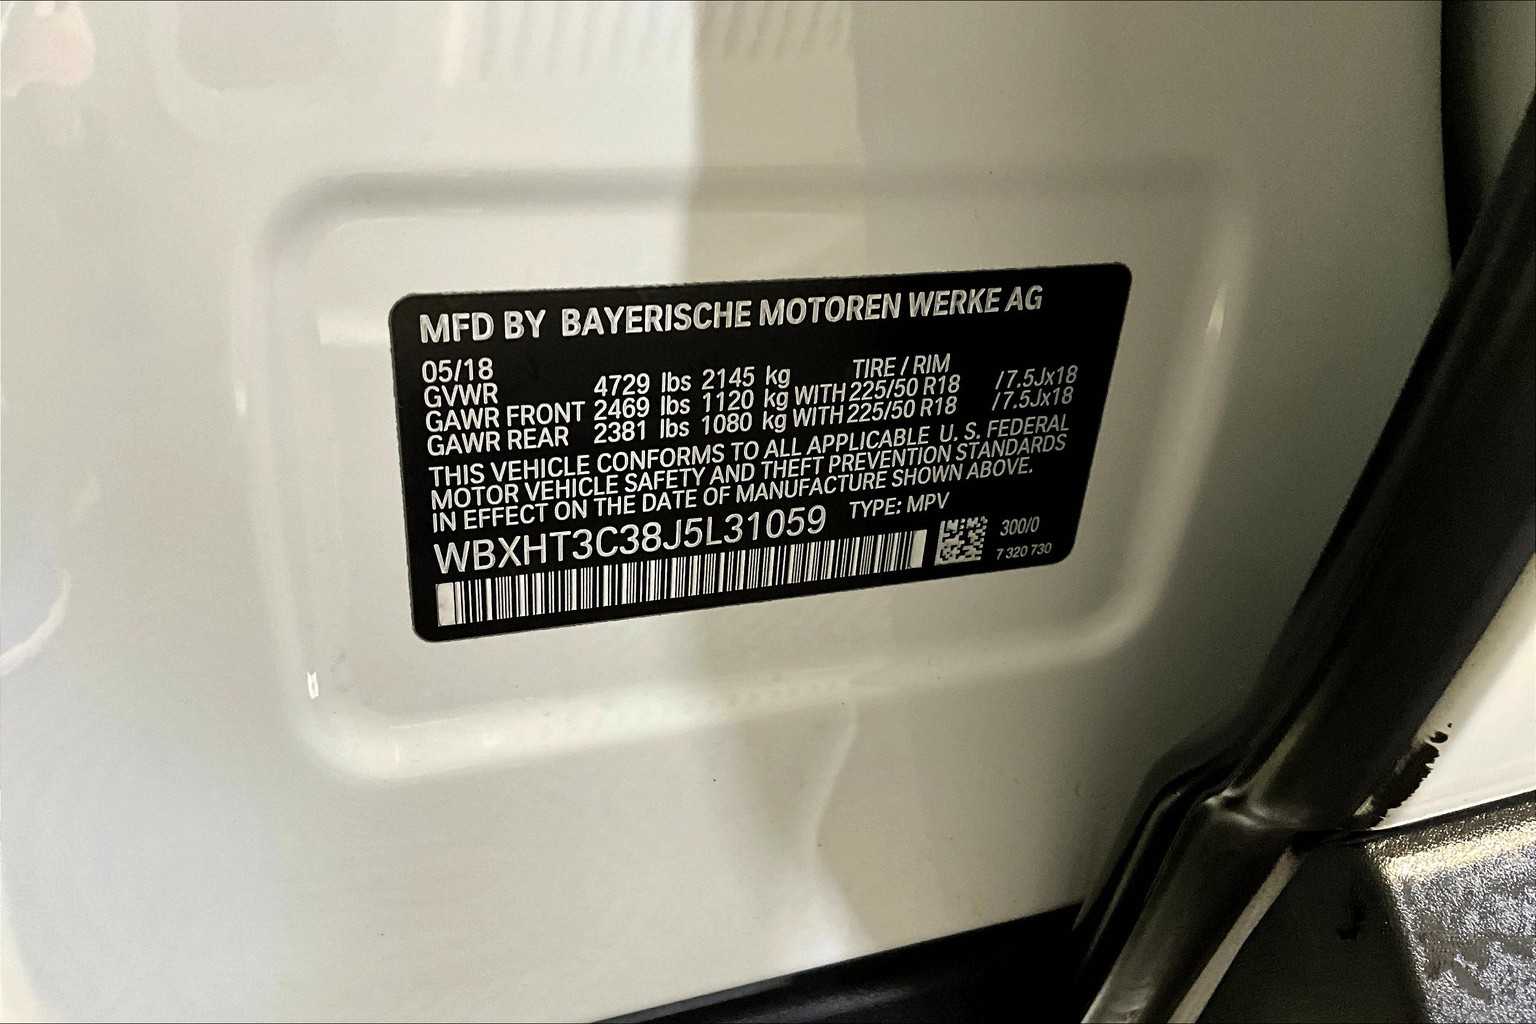 MFD BY BAYERISCHE MOTOREN WERKE AG
05/18 TIRE / RIM
GVWR 4729 lbs 2145 kg
GAWR FRONT 2469 lbs 1120 kg WITH 225/50 R18 /7.5Jx18
GAWR REAR 2381 lbs 1080 kg WITH 225/50 R18 /7.5Jx18
THIS VEHICLE CONFORMS TO ALL APPLICABLE U. S. FEDERAL
MOTOR VEHICLE SAFETY AND THEFT PREVENTION STANDARDS
IN EFFECT ON THE DATE OF MANUFACTURE SHOWN ABOVE.
WBXHT3C38J5L31059 TYPE: MPV
300/0
7 320 730